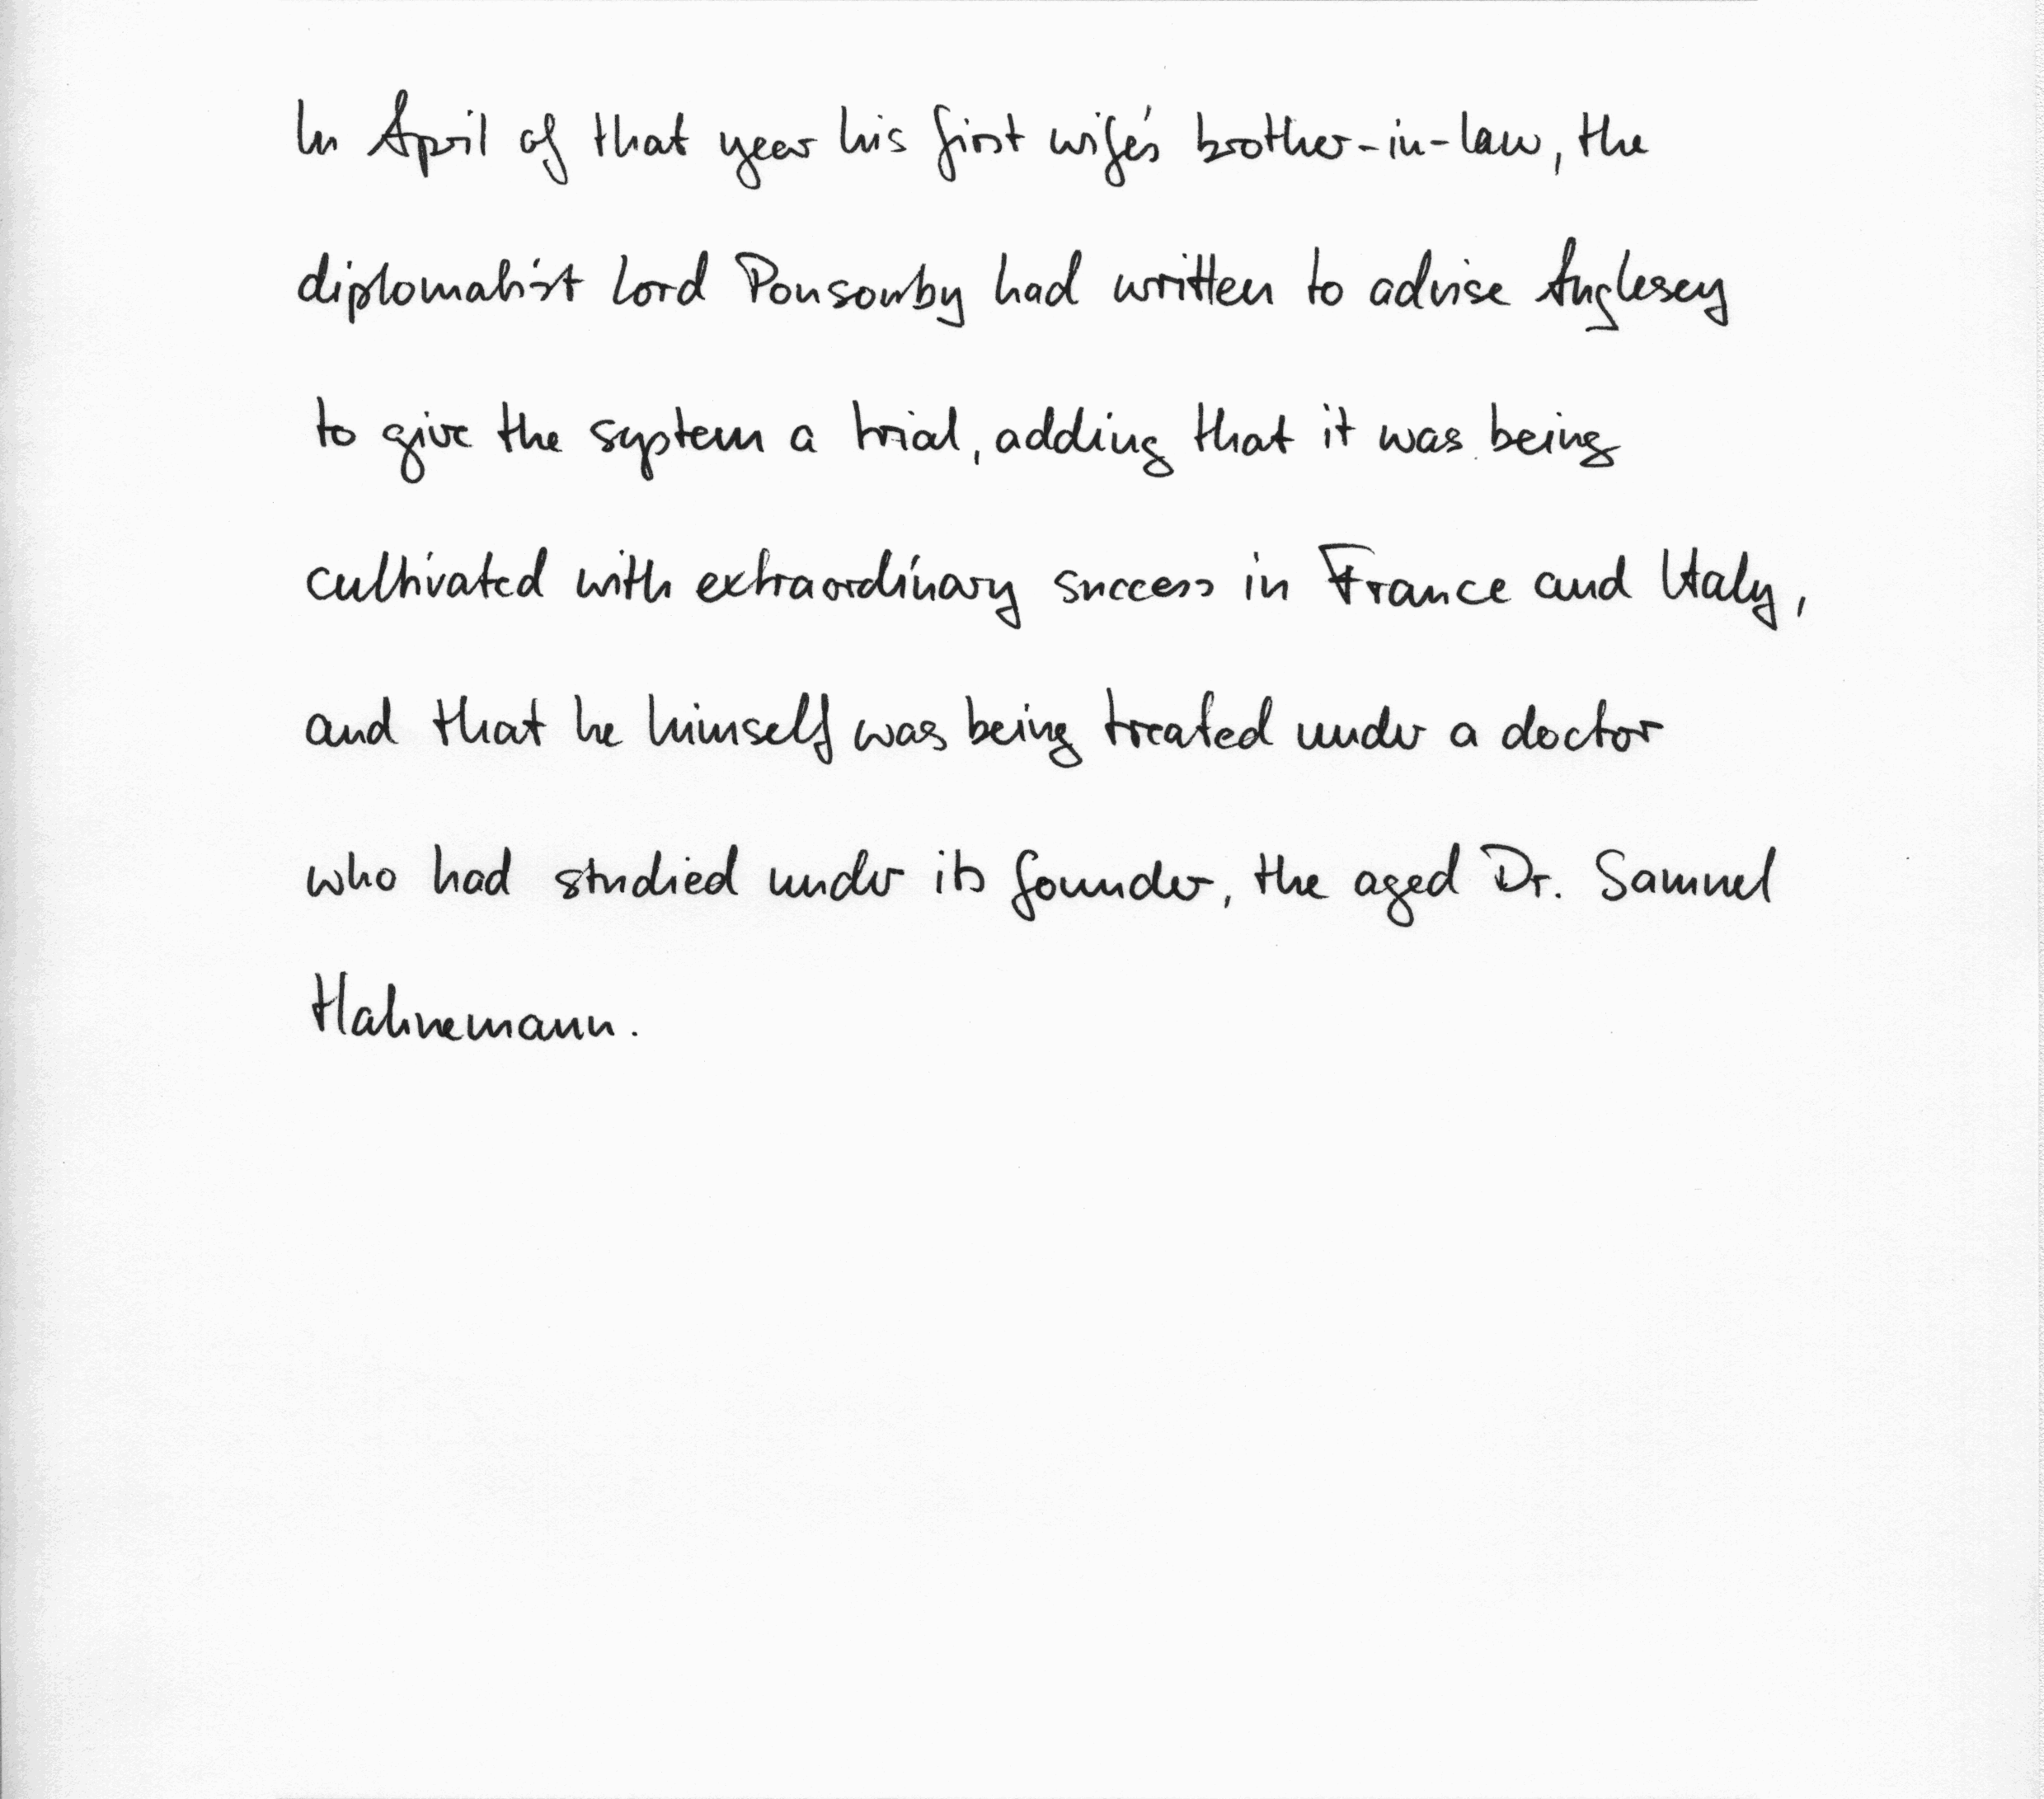 In April of that year his first wife's brother-in-law, the
diplomatist Lord Ponsonby had written to advise Anglesey
to give the system a trial, adding that it was being
cultivated with extraordinary success in France and Italy,
and that he himself was being treated under a doctor
who had studied under its founder, the aged Dr. Samuel
Hahnemann.